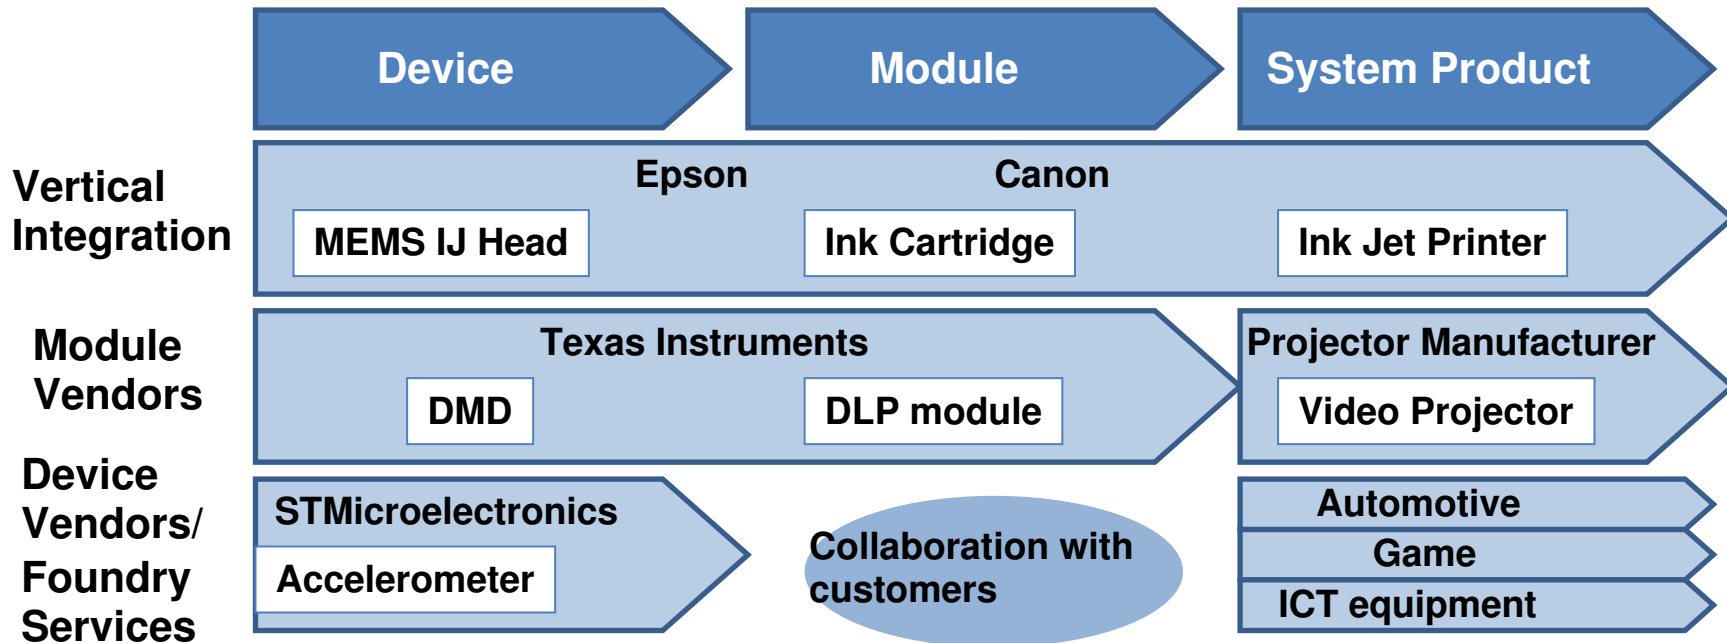 Device
Module
System Product
Vertical
Integration
Epson
Canon
MEMS IJ Head
Ink Cartridge
Ink Jet Printer
Module
Vendors
Texas Instruments
Projector Manufacturer
DMD
DLP module
Video Projector
Device
Vendors/
Foundry
Services
STMicroelectronics
Accelerometer
Collaboration with
customers
Automotive
Game
ICT equipment